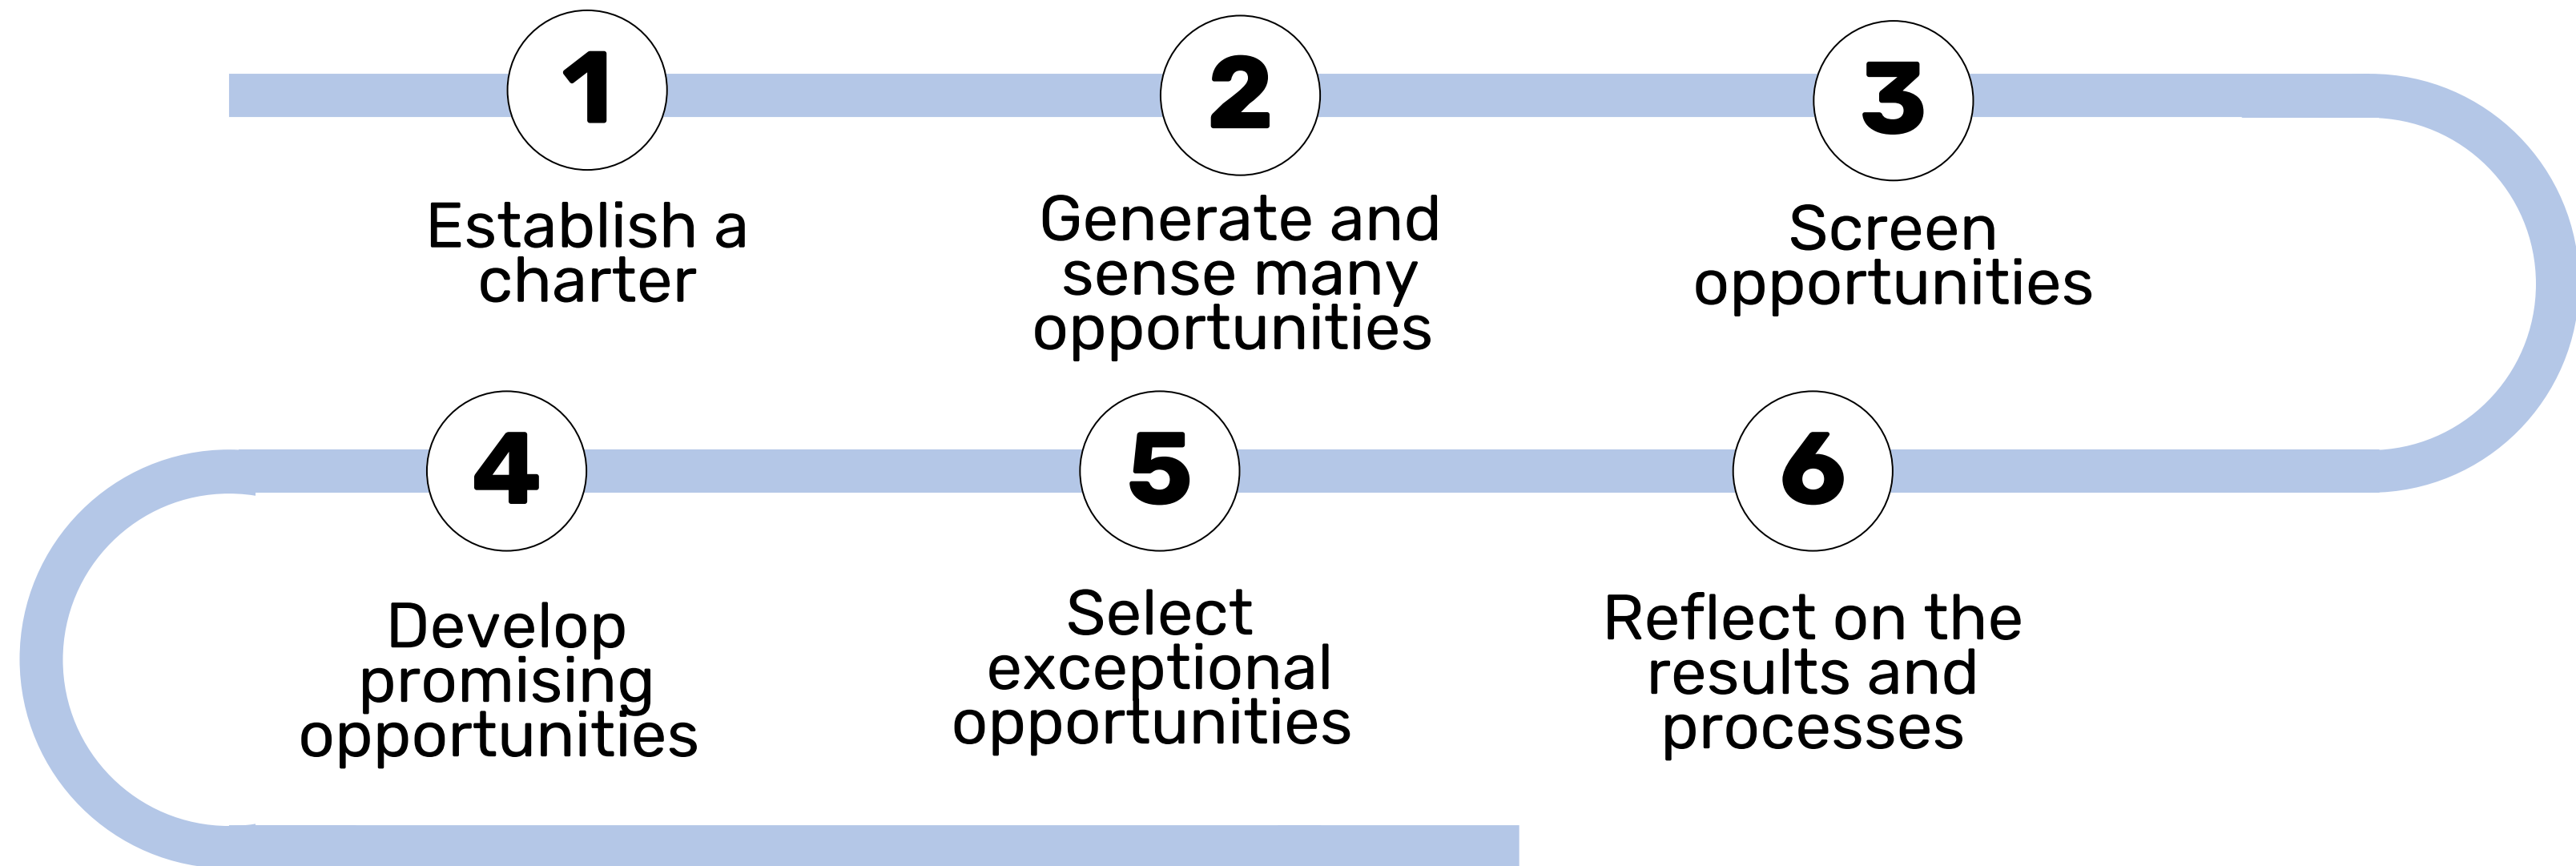 1
Establish a
charter
2
Generate and
sense many
opportunities
3
Screen
opportunities
4
Develop
promising
opportunities
5
Select
exceptional
opportunities
6
Reflect on the
results and
processes